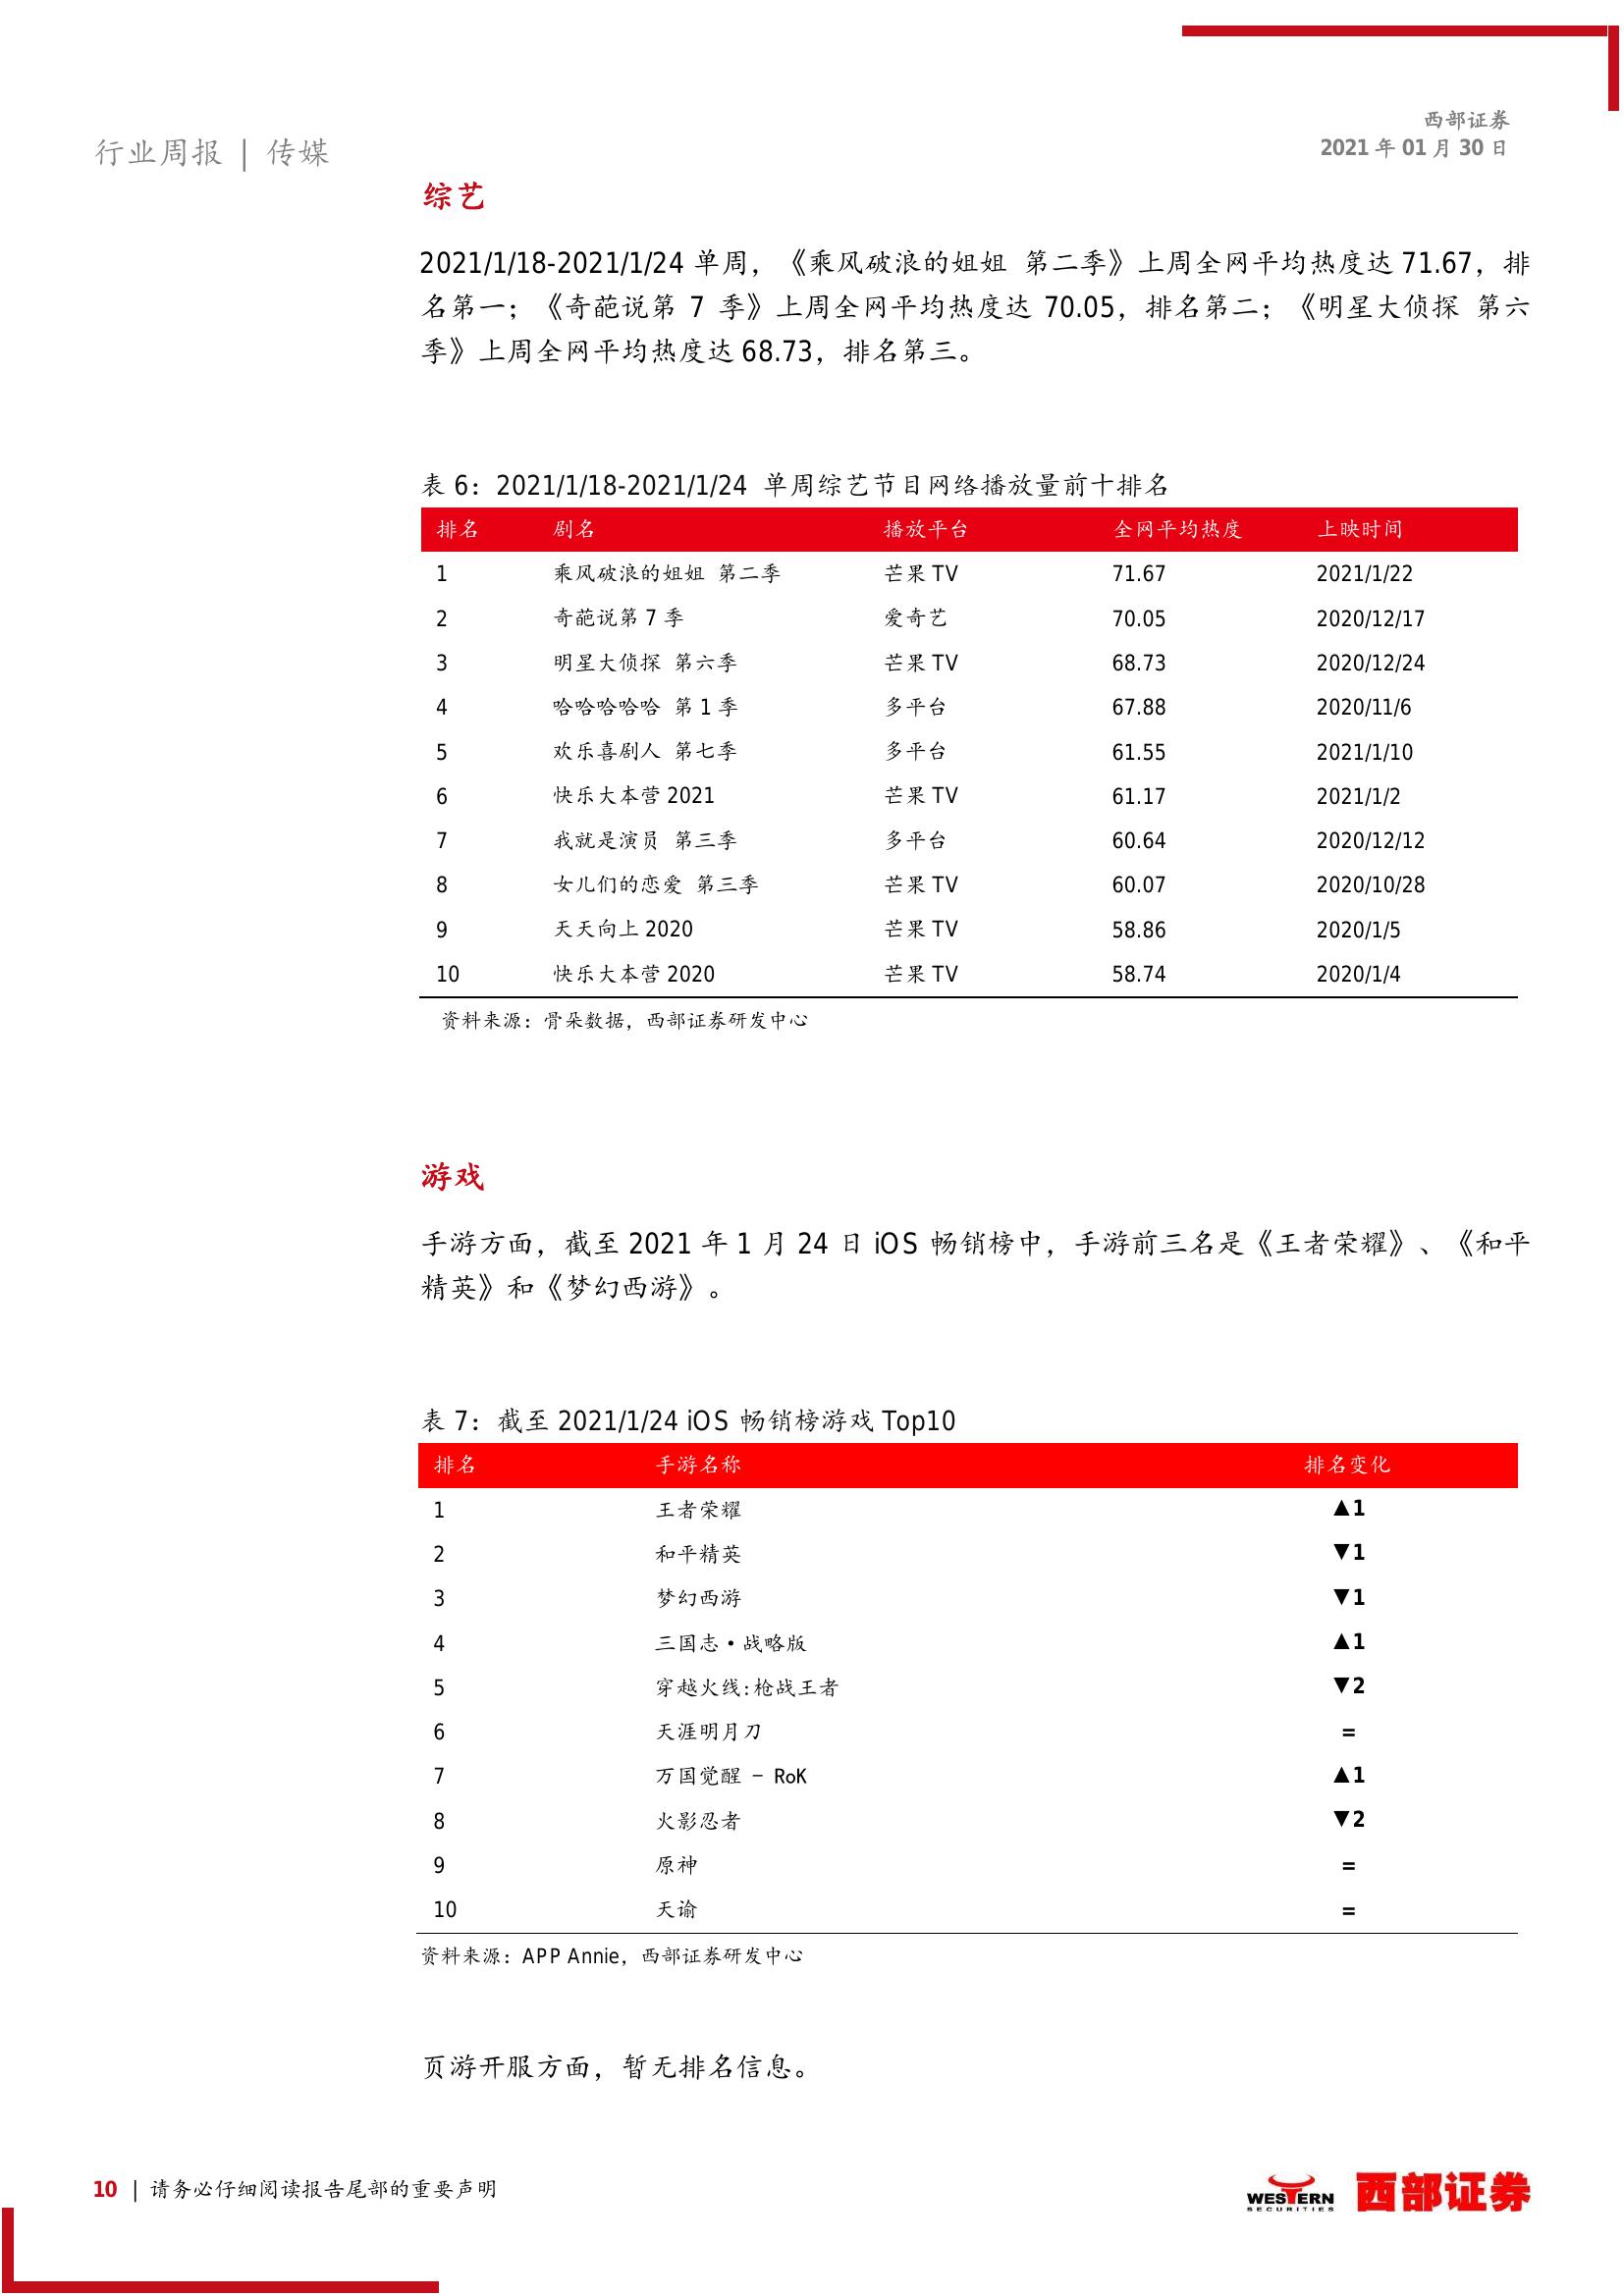 西部证券
2021 年 01 月 30 日
行业周报 | 传媒
综艺
2021/1/18-2021/1/24 单周，《乘风破浪的姐姐 第二季》上周全网平均热度达 71.67，排
名第一；《奇葩说第 7 季》上周全网平均热度达 70.05，排名第二；《明星大侦探 第六
季》上周全网平均热度达 68.73，排名第三。
表 6：2021/1/18-2021/1/24 单周综艺节目网络播放量前十排名
排名 剧名 播放平台 全网平均热度 上映时间
1 乘风破浪的姐姐 第二季 芒果 TV 71.67 2021/1/22
2 奇葩说第 7 季 爱奇艺 70.05 2020/12/17
3 明星大侦探 第六季 芒果 TV 68.73 2020/12/24
4 哈哈哈哈哈 第 1 季 多平台 67.88 2020/11/6
5 欢乐喜剧人 第七季 多平台 61.55 2021/1/10
6 快乐大本营 2021 芒果 TV 61.17 2021/1/2
7 我就是演员 第三季 多平台 60.64 2020/12/12
8 女儿们的恋爱 第三季 芒果 TV 60.07 2020/10/28
9 天天向上 2020 芒果 TV 58.86 2020/1/5
10 快乐大本营 2020 芒果 TV 58.74 2020/1/4
资料来源：骨朵数据，西部证券研发中心
游戏
手游方面，截至 2021 年 1 月 24 日 iOS 畅销榜中，手游前三名是《王者荣耀》、《和平
精英》和《梦幻西游》。
表 7：截至 2021/1/24 iOS 畅销榜游戏 Top10
排名 手游名称 排名变化
1 王者荣耀 ▲1
2 和平精英 ▼1
3 梦幻西游 ▼1
4 三国志•战略版 ▲1
5 穿越火线:枪战王者 ▼2
6 天涯明月刀 =
7 万国觉醒 - RoK ▲1
8 火影忍者 ▼2
9 原神 =
10 天谕 =
资料来源：APP Annie，西部证券研发中心
页游开服方面，暂无排名信息。
10 | 请务必仔细阅读报告尾部的重要声明
WESTERN
SECURITIES
西部证券